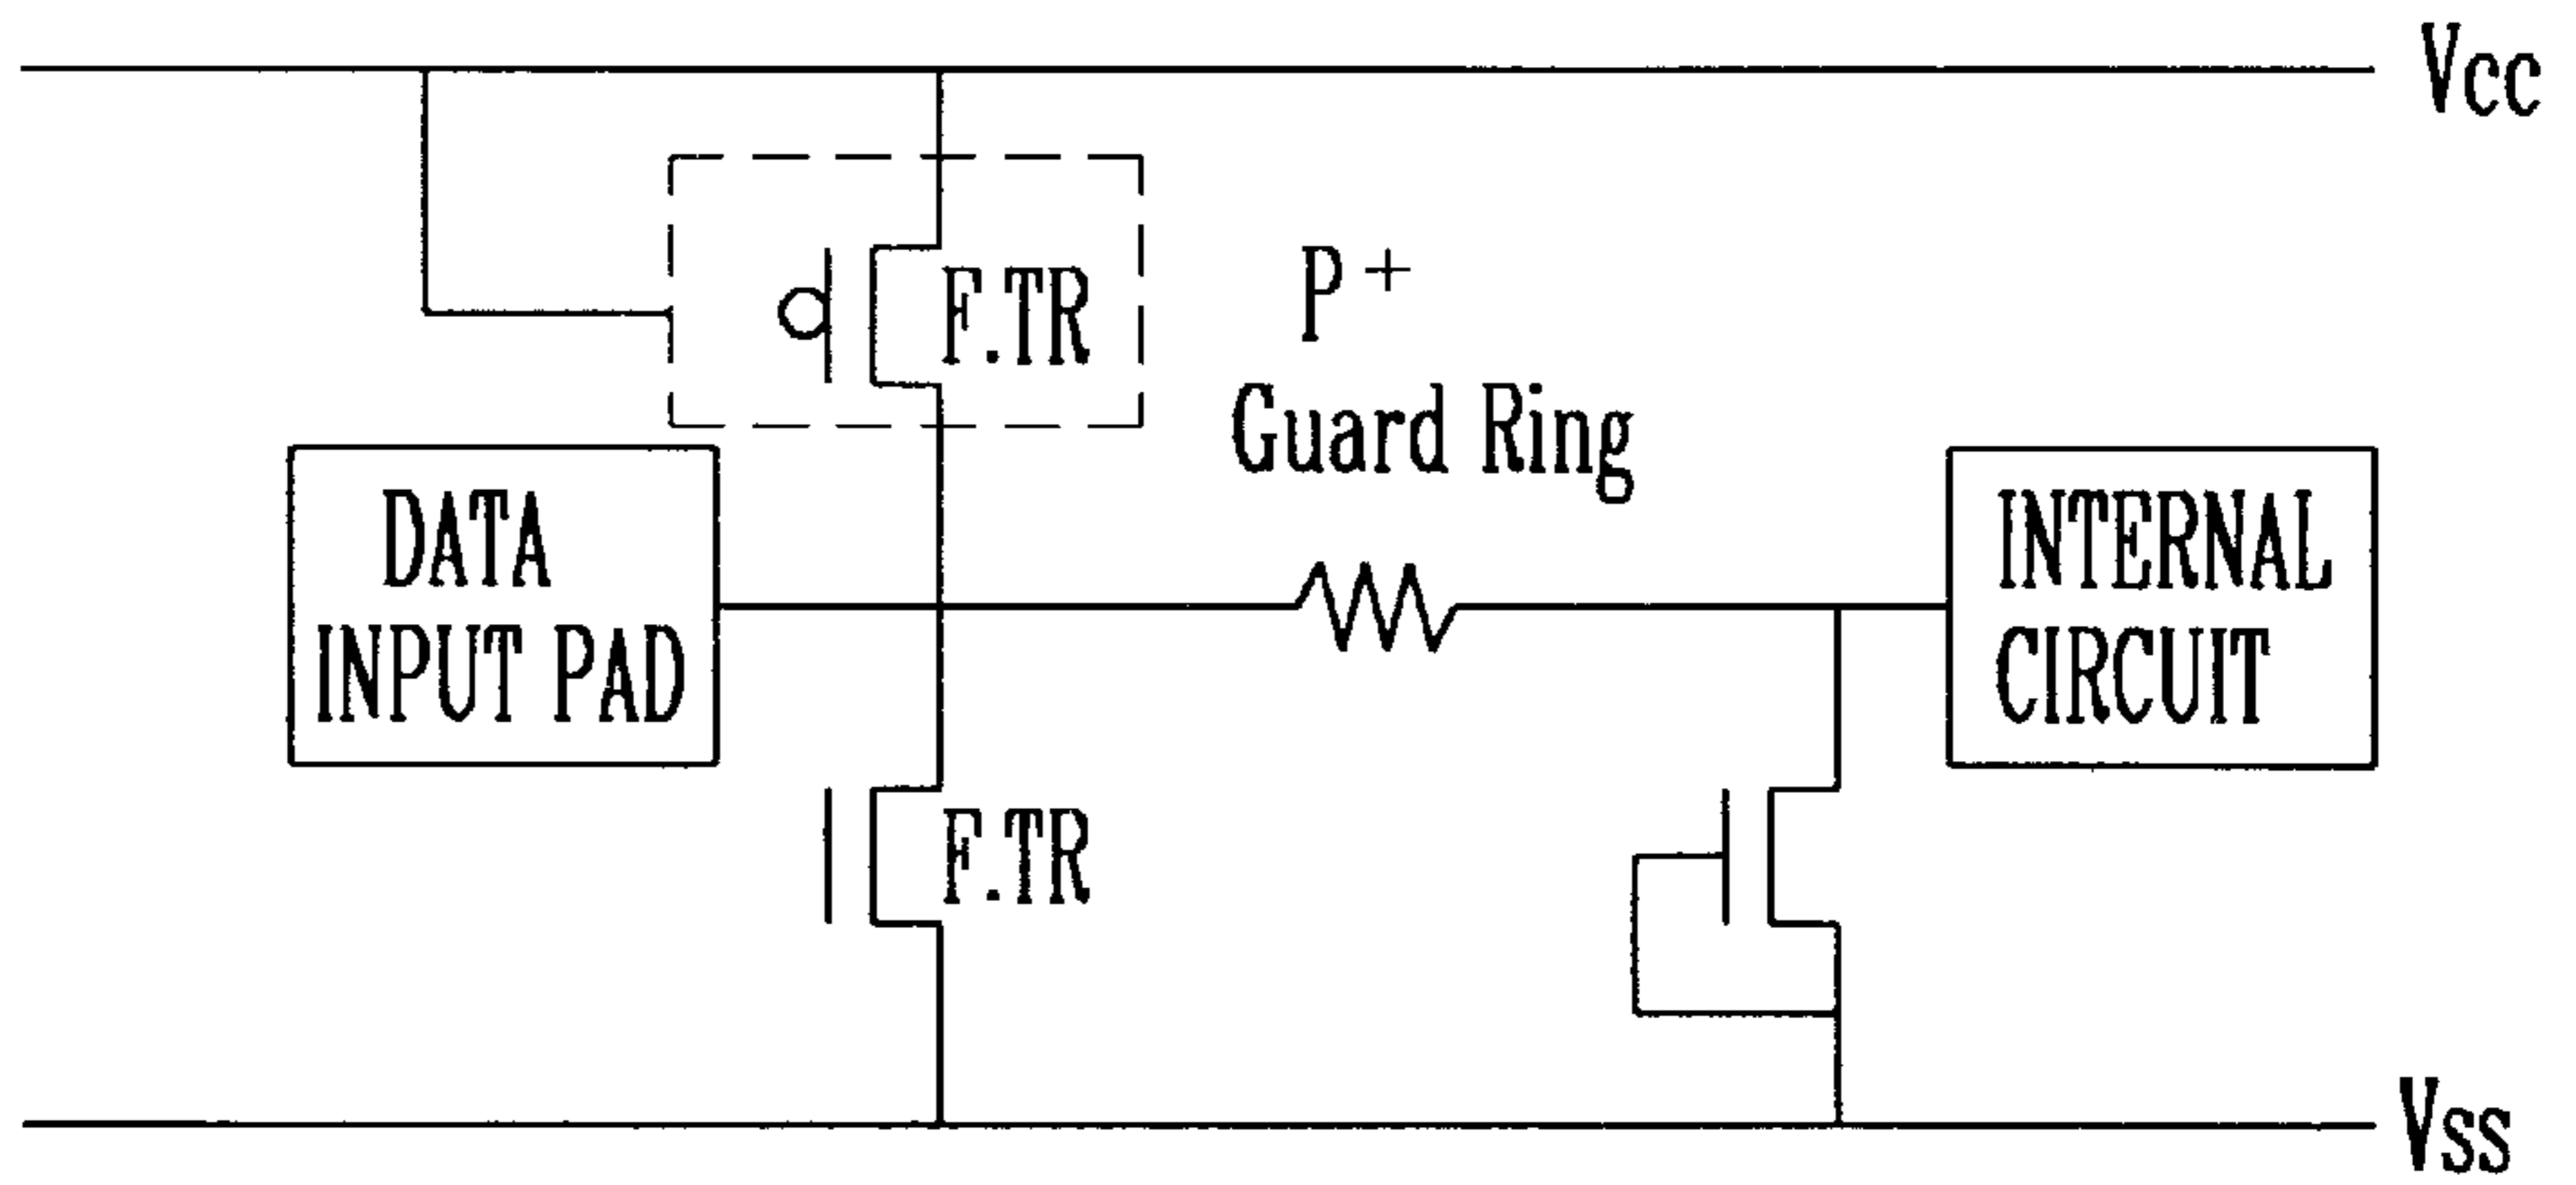 Vcc
F.TR
P+
Guard Ring
DATA
INPUT PAD
INTERNAL
CIRCUIT
F.TR
Vss